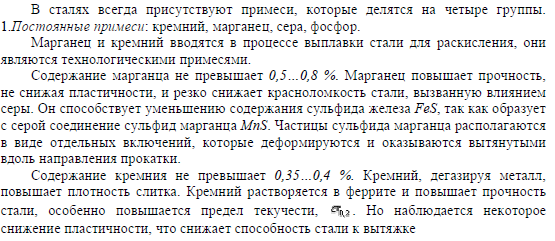 В сталях всегда присутствуют примеси, которые делятся на четыре группы.
1.Постоянные примеси: кремний, марганец, сера, фосфор.
Марганец и кремний вводятся в процессе выплавки стали для раскисления, они
являются технологическими примесями.
Содержание марганца не превышает 0,5…0,8 %. Марганец повышает прочность,
не снижая пластичности, и резко снижает красноломкость стали, вызванную влиянием
серы. Он способствует уменьшению содержания сульфида железа FeS, так как образует
с серой соединение сульфид марганца MnS. Частицы сульфида марганца располагаются
в виде отдельных включений, которые деформируются и оказываются вытянутыми
вдоль направления прокатки.
Содержание кремния не превышает 0,35…0,4 %. Кремний, дегазируя металл,
повышает плотность слитка. Кремний растворяется в феррите и повышает прочность
стали, особенно повышается предел текучести, σ0,2. Но наблюдается некоторое
снижение пластичности, что снижает способность стали к вытяжке